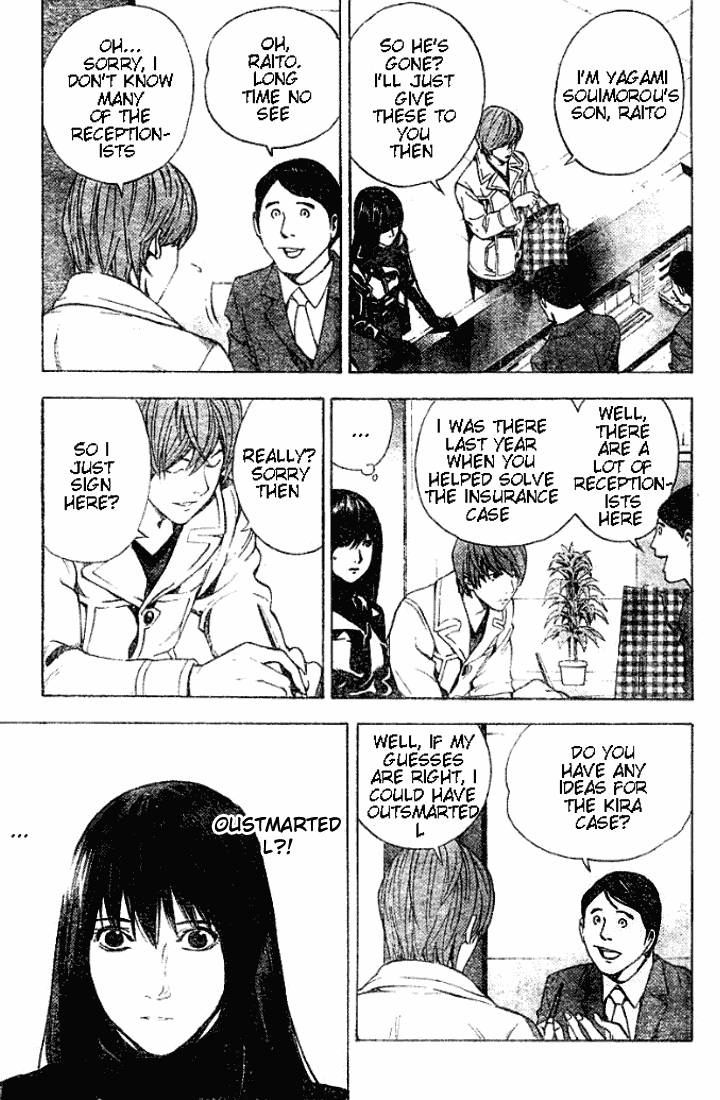 I'M YAGAMI
SOUIMOROU'S
SON, RAITO
SO HE'S
GONE?
I'LL JUST
GIVE
THESE TO
YOU
THEN
OH,
RAITO.
LONG
TIME NO
SEE
OH...
SORRY, I
DON'T KNOW
MANY
OF THE
RECEPTION-
ISTS
WELL,
THERE
ARE A
LOT OF
RECEPTION-
ISTS
HERE
I WAS THERE
LAST YEAR
WHEN YOU
HELPED SOLVE
THE INSURANCE
CASE
...
REALLY?
SORRY
THEN
SO I
JUST
SIGN
HERE?
DO YOU
HAVE ANY
IDEAS FOR
THE KIRA
CASE?
WELL, IF MY
GUESSES
ARE RIGHT, I
COULD HAVE
OUTSMARTED
L
OUSTMARTED
L?!
...